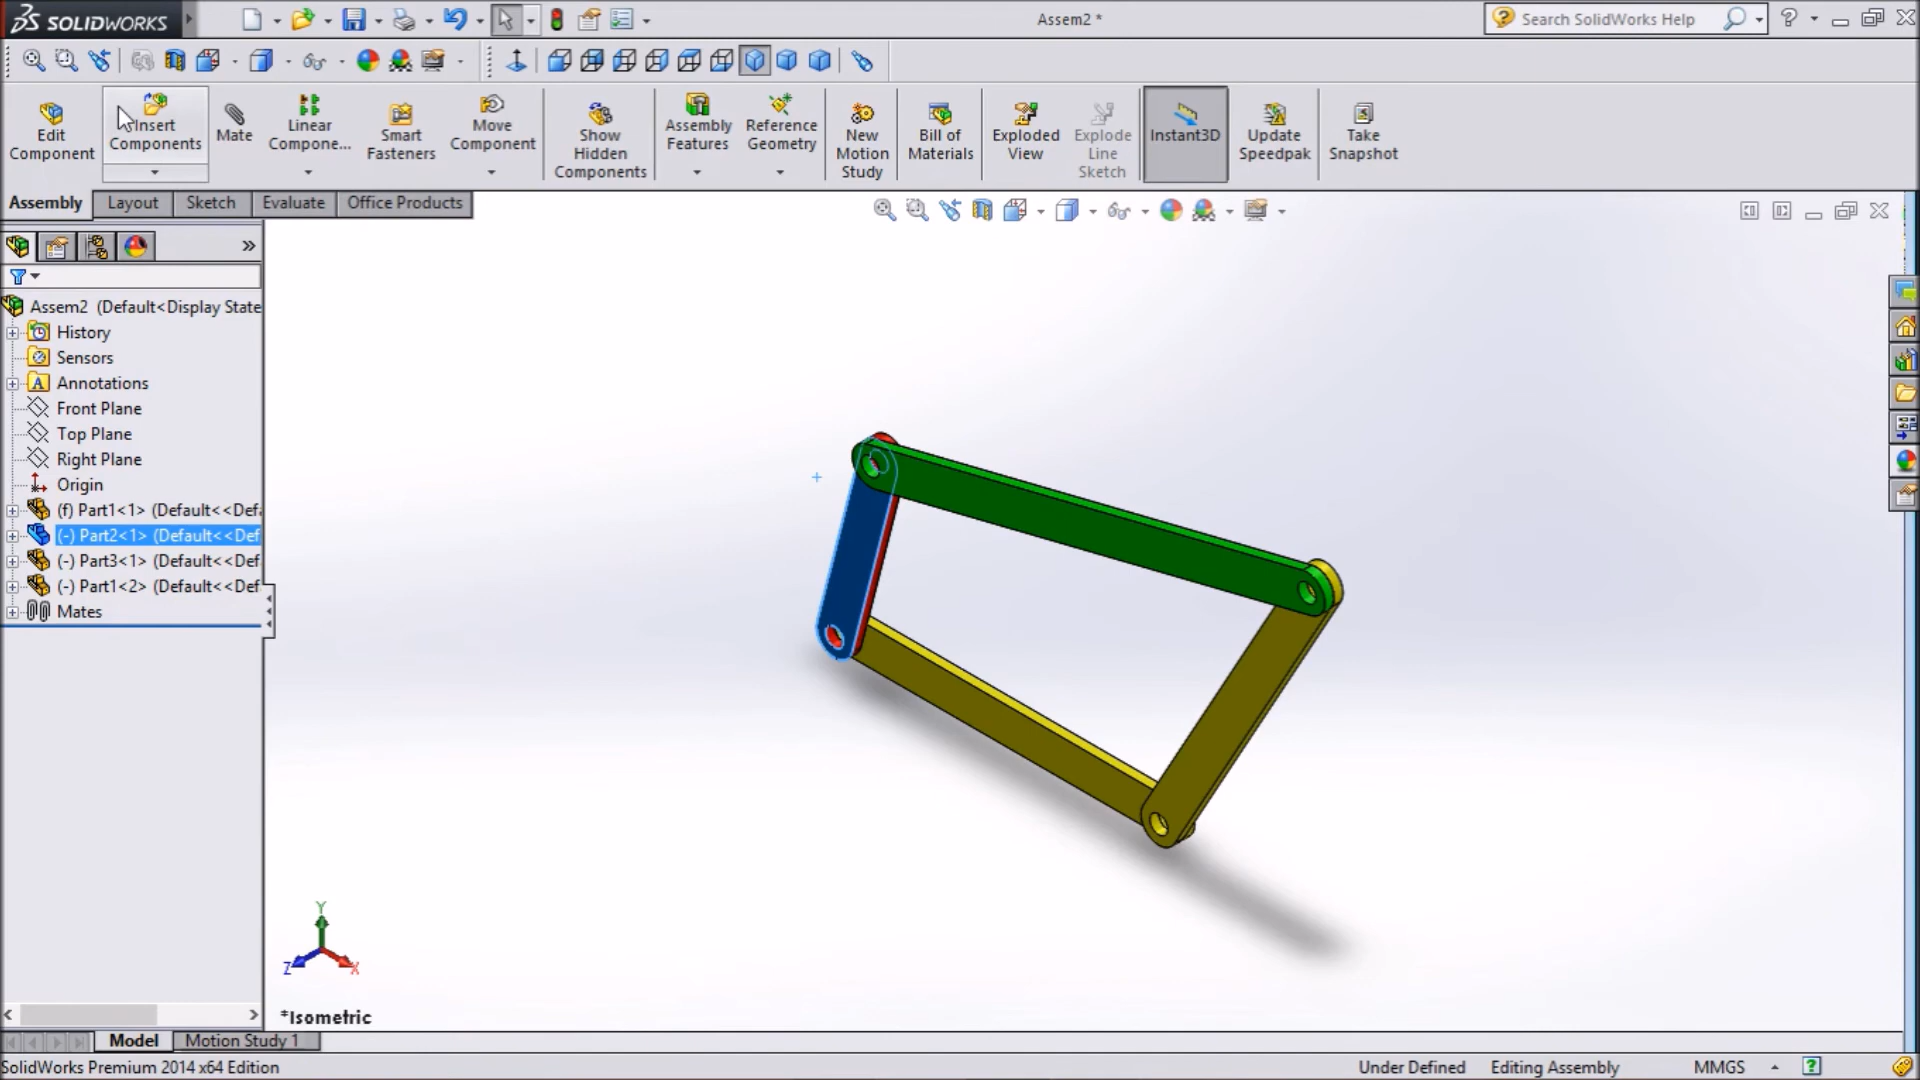 SOLIDWORKS
Assem2 *
Search SolidWorks Help
Edit Component
Insert Components
Mate
Linear Compone...
Smart Fasteners
Move Component
Show Hidden Components
Assembly Features
Reference Geometry
New Motion Study
Bill of Materials
Exploded View
Explode Line Sketch
Instant3D
Update Speedpak
Take Snapshot
Assembly Layout Sketch Evaluate Office Products
Assem2 (Default<Display State
History
Sensors
A Annotations
Front Plane
Top Plane
Right Plane
Origin
(f) Part1<1> (Default<<Def
(-) Part2<1> (Default<<Def
(-) Part3<1> (Default<<Def
(-) Part1<2> (Default<<Def
Mates
Y
Z
X
*Isometric
Model Motion Study 1
SolidWorks Premium 2014 x64 Edition
Under Defined Editing Assembly MMGS